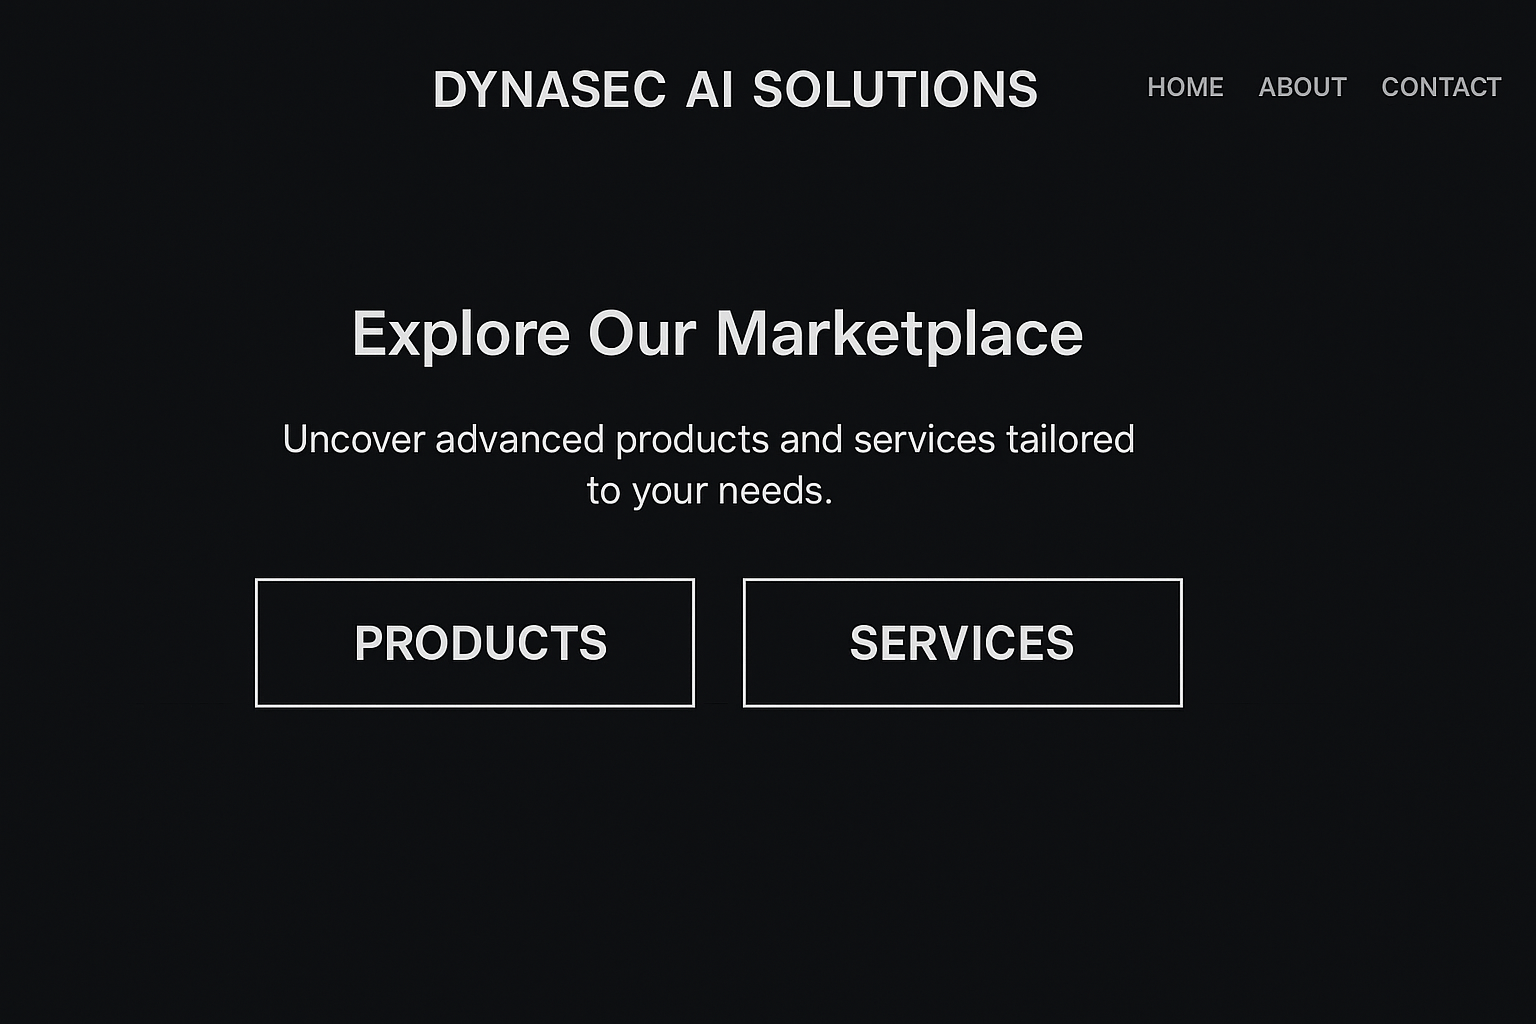 DYNASEC AI SOLUTIONS
HOME ABOUT CONTACT
Explore Our Marketplace
Uncover advanced products and services tailored
to your needs.
PRODUCTS
SERVICES